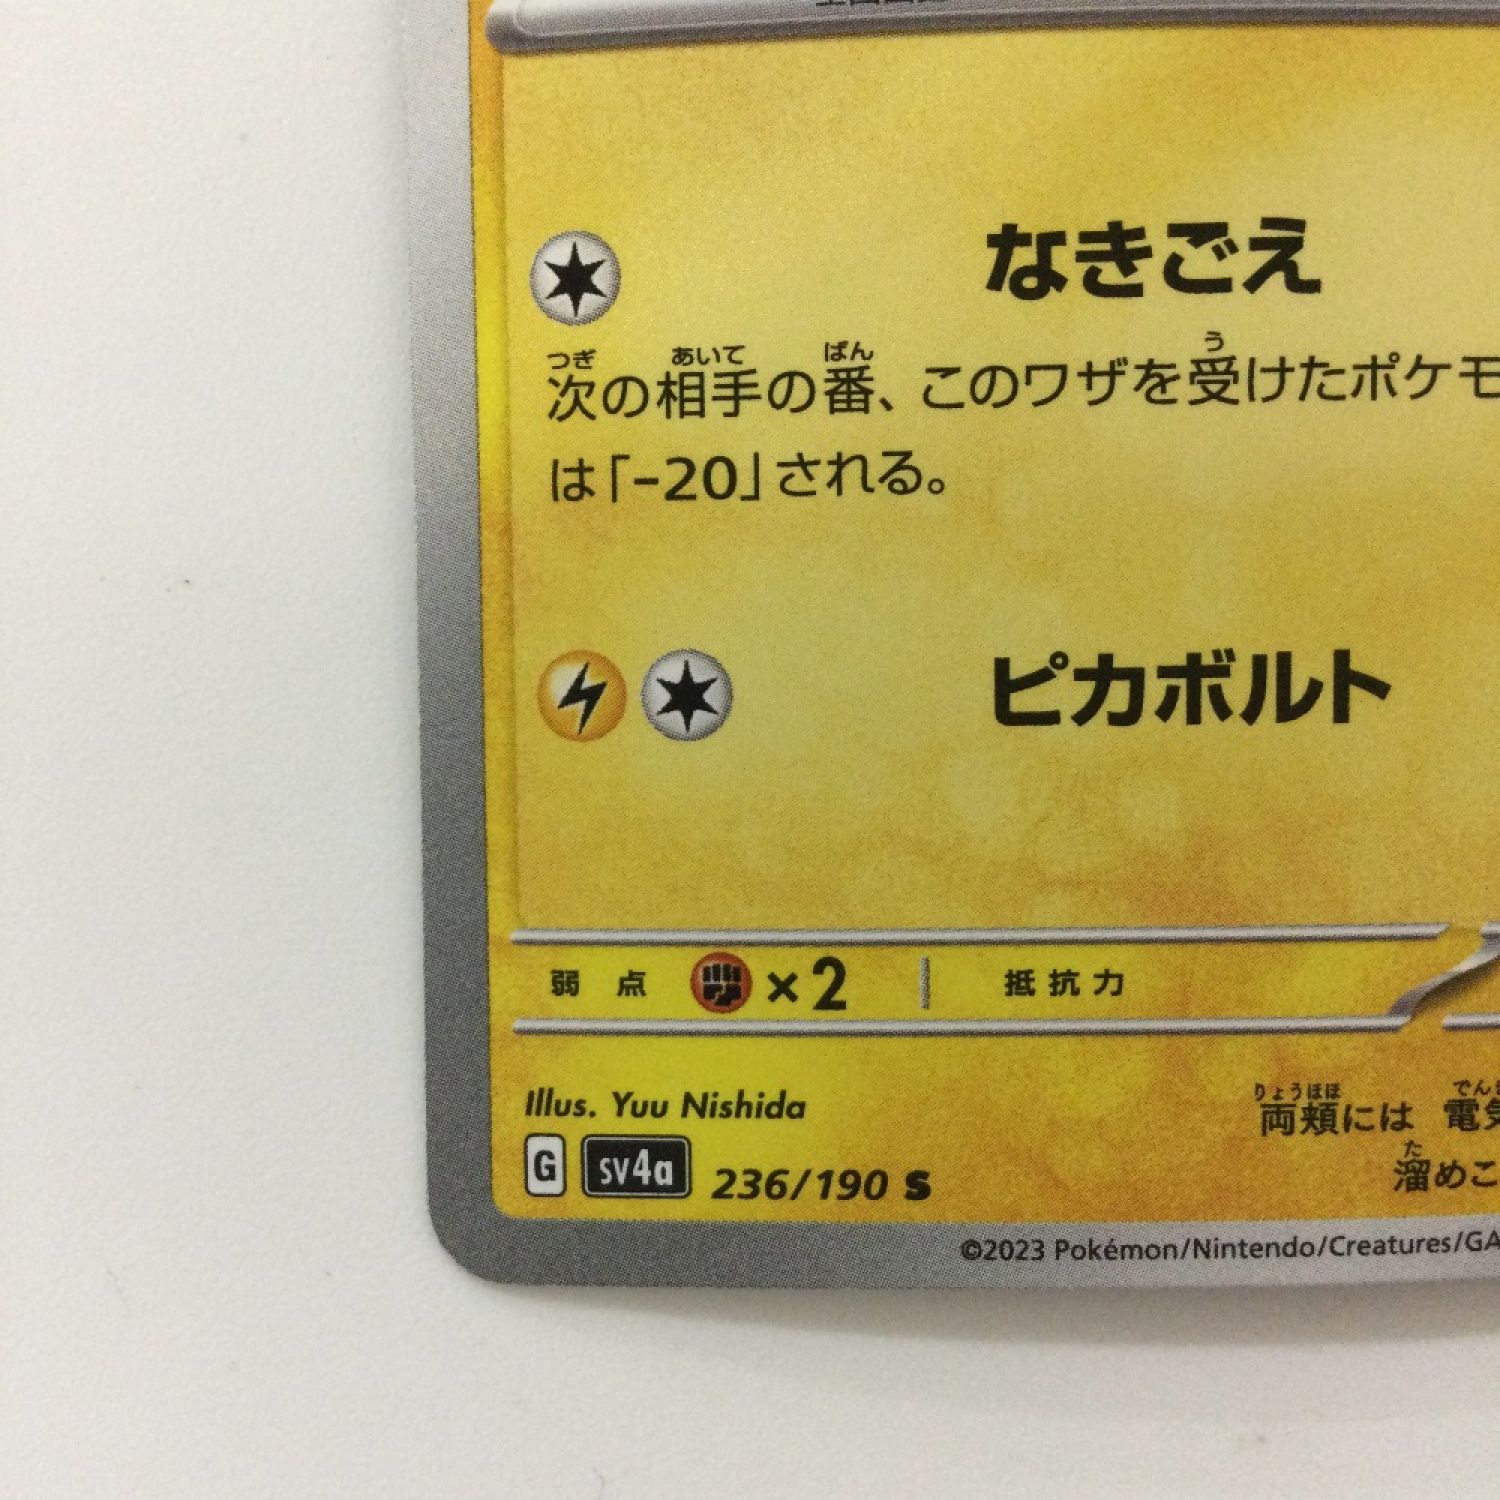 なきごえ
つぎ あいて ばん う
次の相手の番、このワザを受けたポケモ
は「-20」される。
ピカボルト
弱点 ×2 抵抗力
Illus. Yuu Nishida
りょうほほ でん
両頬には 電気
G sv4a 236/190 S
た
溜めこ
©2023 Pokémon/Nintendo/Creatures/GA